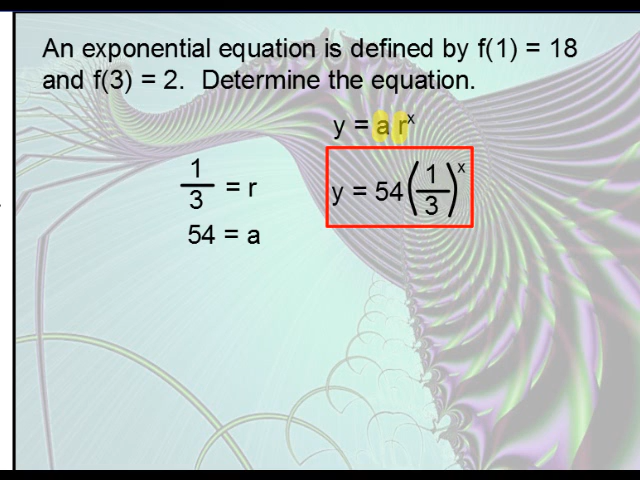 An exponential equation is defined by f(1) = 18
and f(3) = 2. Determine the equation.
y = a rˣ
1/3 = r
y = 54(1/3)ˣ
54 = a